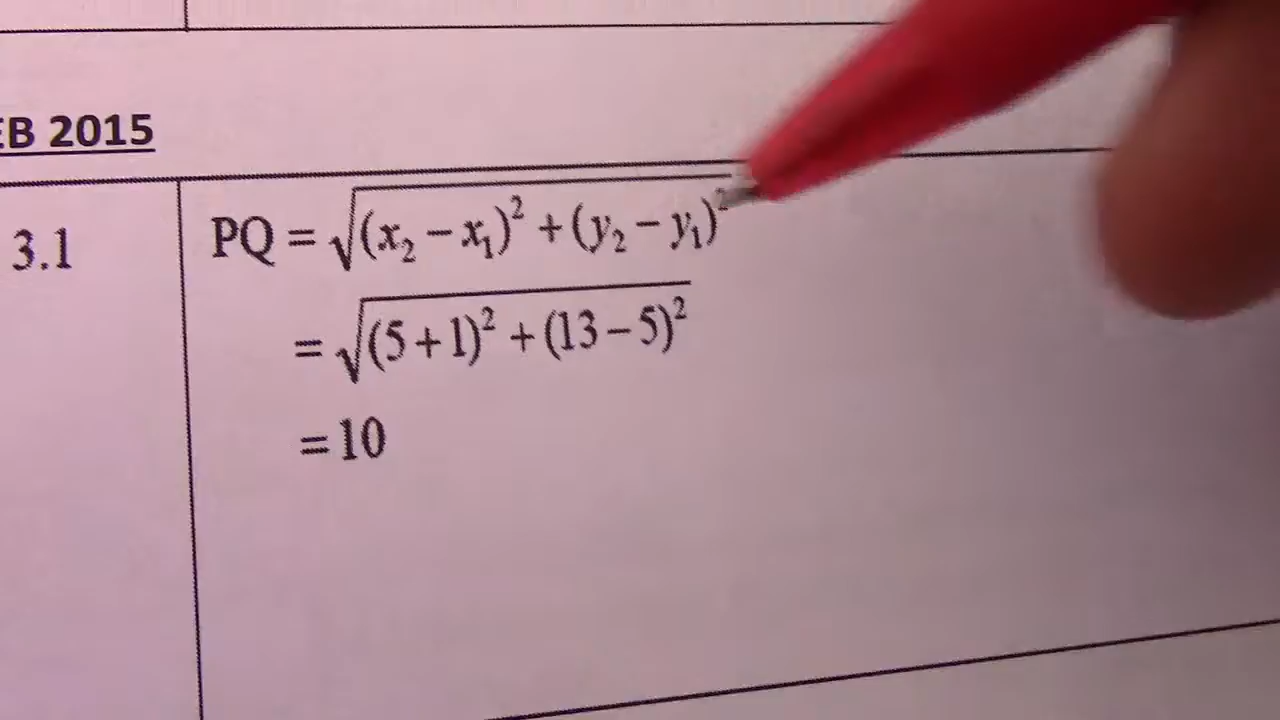 EB 2015
3.1
PQ = √(x₂ − x₁)² + (y₂ − y₁)²
= √(5 + 1)² + (13 − 5)²
= 10